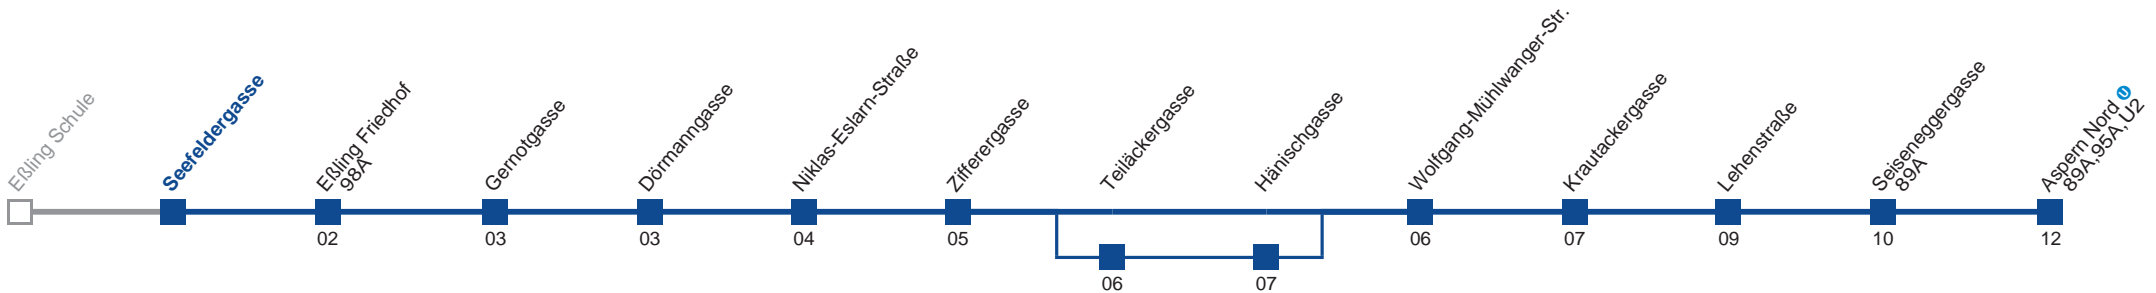 Eßling Schule
Seefeldergasse
Eßling Friedhof
98A
Gernotgasse
Dörmanngasse
Niklas-Eslarn-Straße
Ziffergasse
Teiläckergasse
Hänischgasse
Wolfgang-Mühlwanger-Str.
Krautackergasse
Lehenstraße
Seiseneggergasse
89A
Aspern Nord U
89A,95A,U2
02
03
03
04
05
06
07
09
10
12
06
07